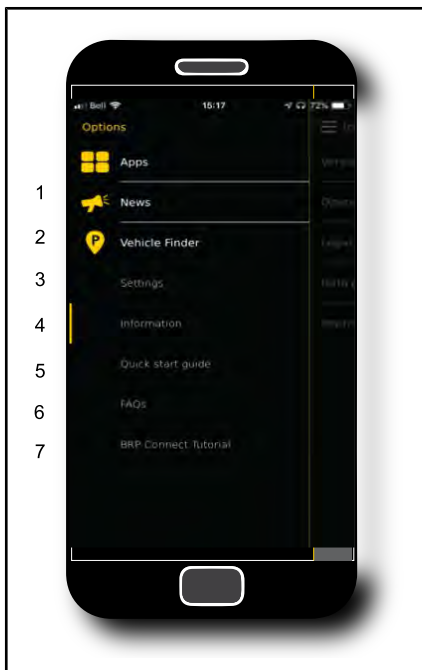 Bell 15:17 72%
Options
Apps
1 News
2 Vehicle Finder
3 Settings
4 Information
5 Quick start guide
6 FAQs
7 BRP Connect Tutorial
P
Legal